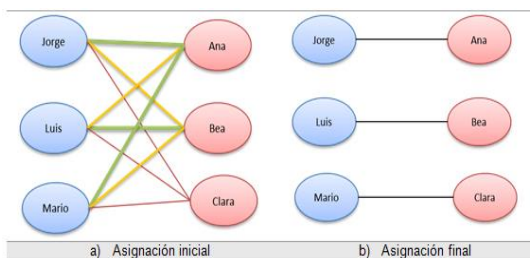 Jorge Ana Jorge Ana
Luis Bea Luis Bea
Mario Clara Mario Clara
a) Asignación inicial b) Asignación final